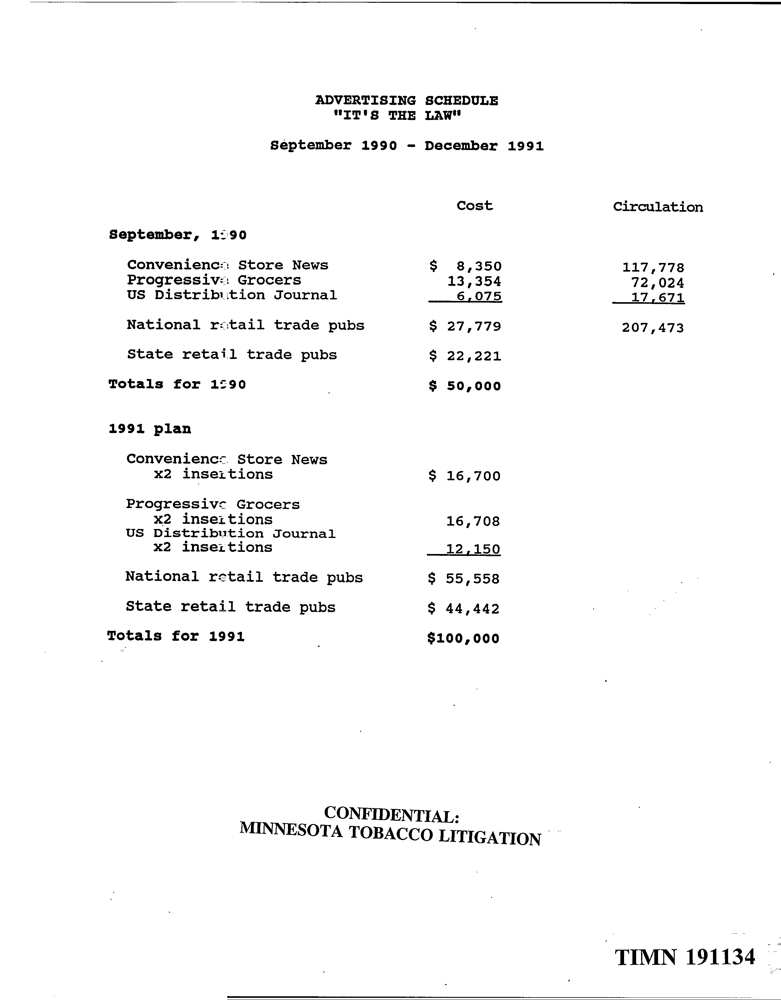 ADVERTISING SCHEDULE
"IT'S THE LAW"
September 1990 - December 1991
Cost Circulation
September, 1990
Convenience Store News $ 8,350 117,778
Progressive Grocers 13,354 72,024
US Distribution Journal 6,075 17,671
National retail trade pubs $ 27,779 207,473
State retail trade pubs $ 22,221
Totals for 1990 $ 50,000
1991 plan
Convenience Store News
x2 insertions $ 16,700
Progressive Grocers
x2 insertions 16,708
US Distribution Journal
x2 insertions 12,150
National retail trade pubs $ 55,558
State retail trade pubs $ 44,442
Totals for 1991 $100,000
CONFIDENTIAL:
MINNESOTA TOBACCO LITIGATION
TIMN 191134